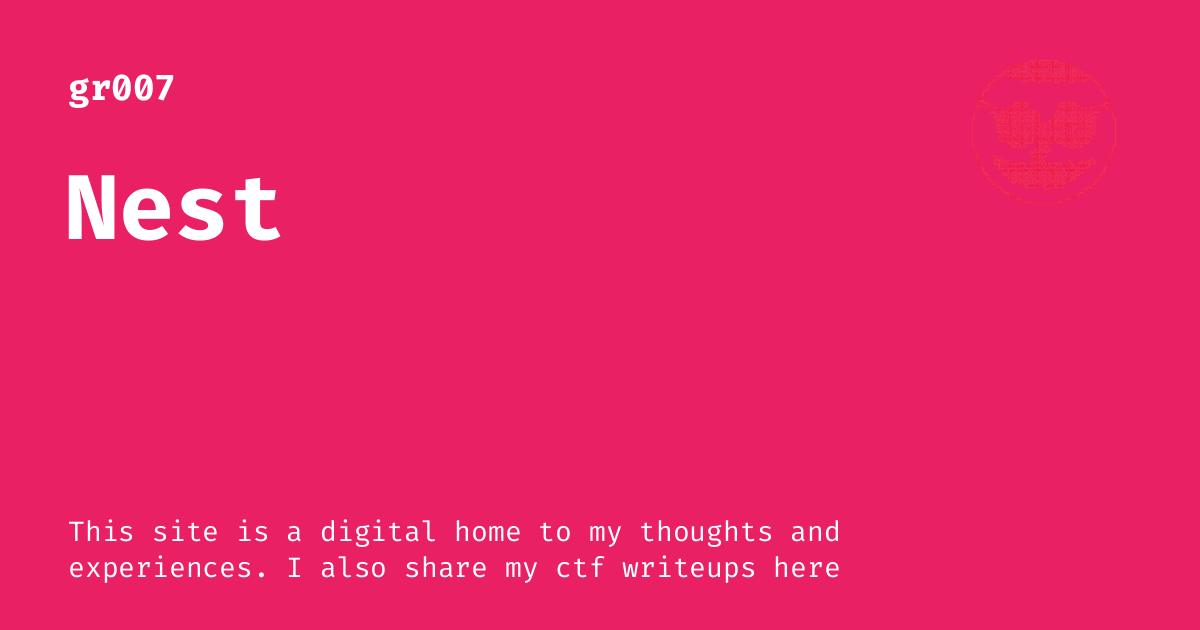 gr007
Nest
This site is a digital home to my thoughts and
experiences. I also share my ctf writeups here